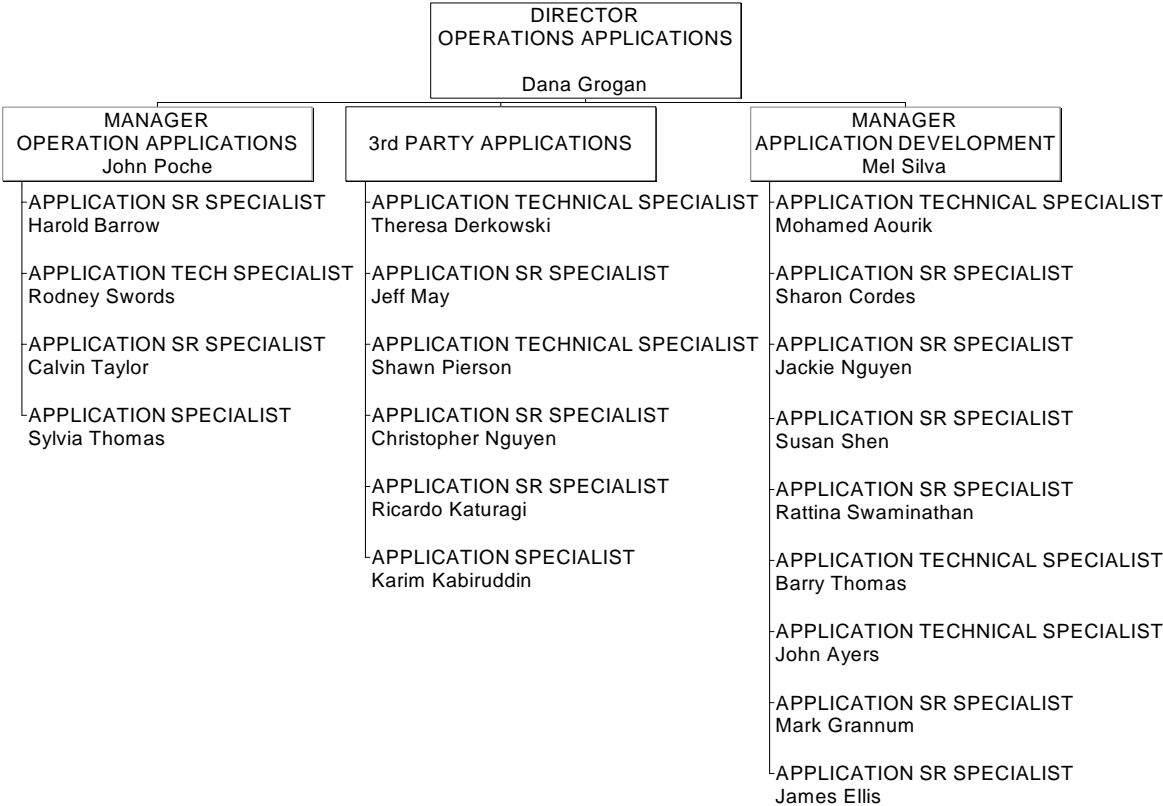 DIRECTOR
OPERATIONS APPLICATIONS
Dana Grogan
MANAGER
OPERATION APPLICATIONS
John Poche
APPLICATION SR SPECIALIST
Harold Barrow
APPLICATION TECH SPECIALIST
Rodney Swords
APPLICATION SR SPECIALIST
Calvin Taylor
APPLICATION SPECIALIST
Sylvia Thomas
3rd PARTY APPLICATIONS
APPLICATION TECHNICAL SPECIALIST
Theresa Derkowski
APPLICATION SR SPECIALIST
Jeff May
APPLICATION TECHNICAL SPECIALIST
Shawn Pierson
APPLICATION SR SPECIALIST
Christopher Nguyen
APPLICATION SR SPECIALIST
Ricardo Katuragi
APPLICATION SPECIALIST
Karim Kabiruddin
MANAGER
APPLICATION DEVELOPMENT
Mel Silva
APPLICATION TECHNICAL SPECIALIST
Mohamed Aourik
APPLICATION SR SPECIALIST
Sharon Cordes
APPLICATION SR SPECIALIST
Jackie Nguyen
APPLICATION SR SPECIALIST
Susan Shen
APPLICATION SR SPECIALIST
Rattina Swaminathan
APPLICATION TECHNICAL SPECIALIST
Barry Thomas
APPLICATION TECHNICAL SPECIALIST
John Ayers
APPLICATION SR SPECIALIST
Mark Grannum
APPLICATION SR SPECIALIST
James Ellis